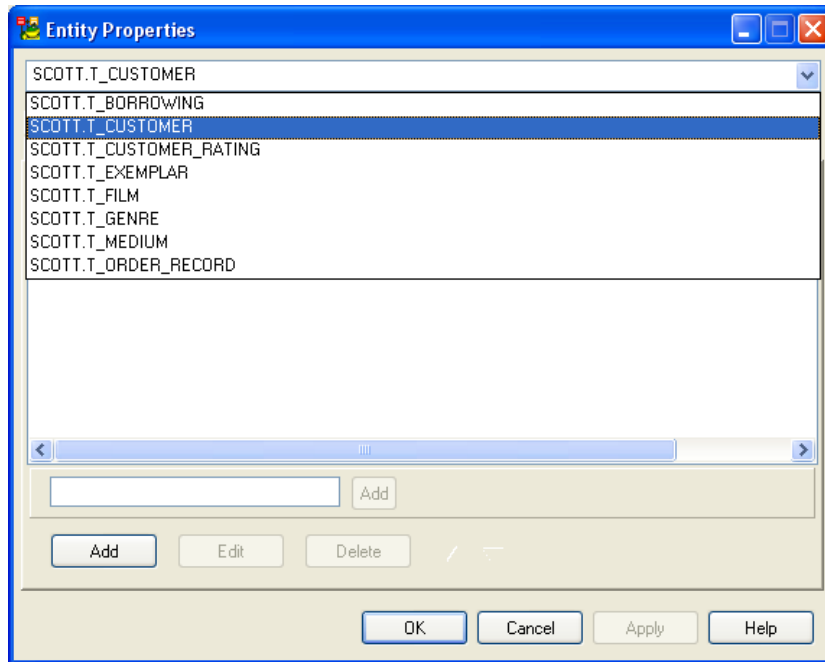 Entity Properties
SCOTT.T_CUSTOMER
SCOTT.T_BORROWING
SCOTT.T_CUSTOMER
SCOTT.T_CUSTOMER_RATING
SCOTT.T_EXEMPLAR
SCOTT.T_FILM
SCOTT.T_GENRE
SCOTT.T_MEDIUM
SCOTT.T_ORDER_RECORD
Add
Add Edit Delete
OK Cancel Apply Help